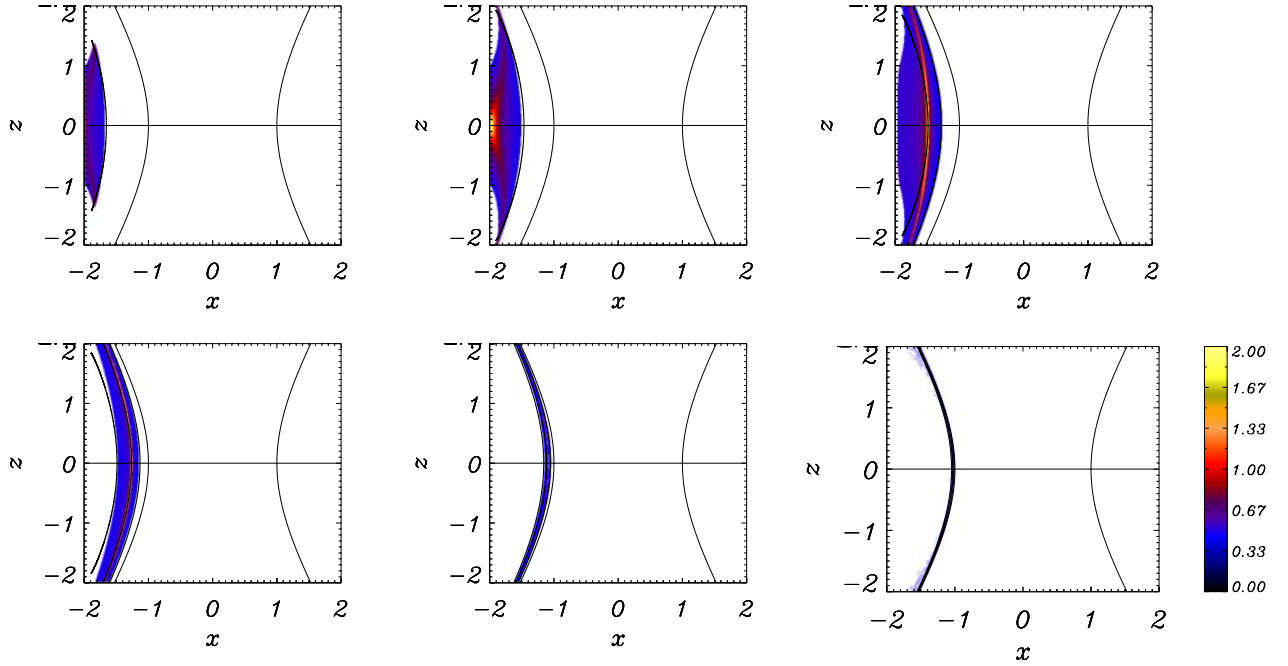 2 2 2
1 1 1
z 0 z 0 z 0
−1 −1 −1
−2 −2 −2
−2 −1 0 1 2 −2 −1 0 1 2 −2 −1 0 1 2
x x x
2 2 2 2.00
1 1 1 1.67
1.33
z 0 z 0 z 0 1.00
−1 −1 −1 0.67
0.33
−2 −2 −2 0.00
−2 −1 0 1 2 −2 −1 0 1 2 −2 −1 0 1 2
x x x